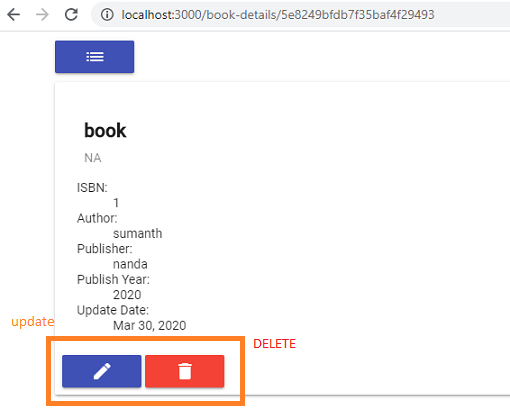 localhost:3000/book-details/5e8249bfdb7f35baf4f29493
book
NA
ISBN:
1
Author:
sumanth
Publisher:
nanda
Publish Year:
2020
Update Date:
Mar 30, 2020
update
DELETE